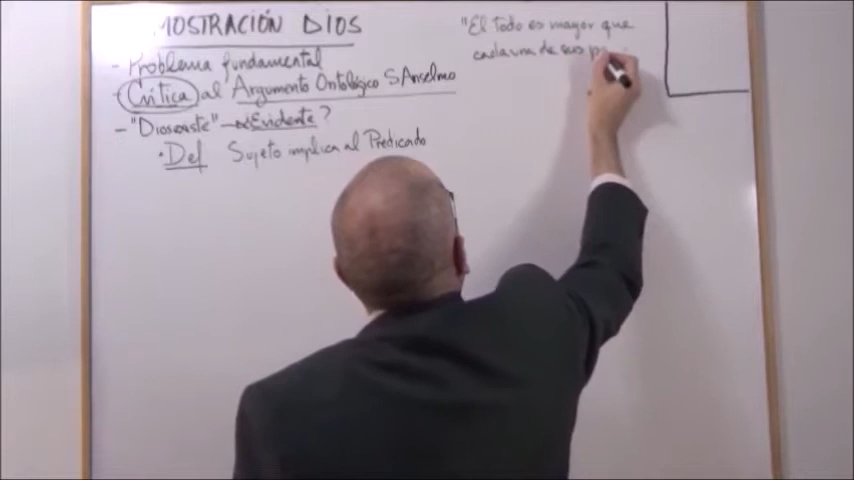 MOSTRACIÓN DIOS
- Problema fundamental
- Crítica al Argumento Ontológico S Anselmo
- "Dios existe" → Evidente?
• Def Sujeto implica al Predicado
"El Todo es mayor que
cada una de sus p